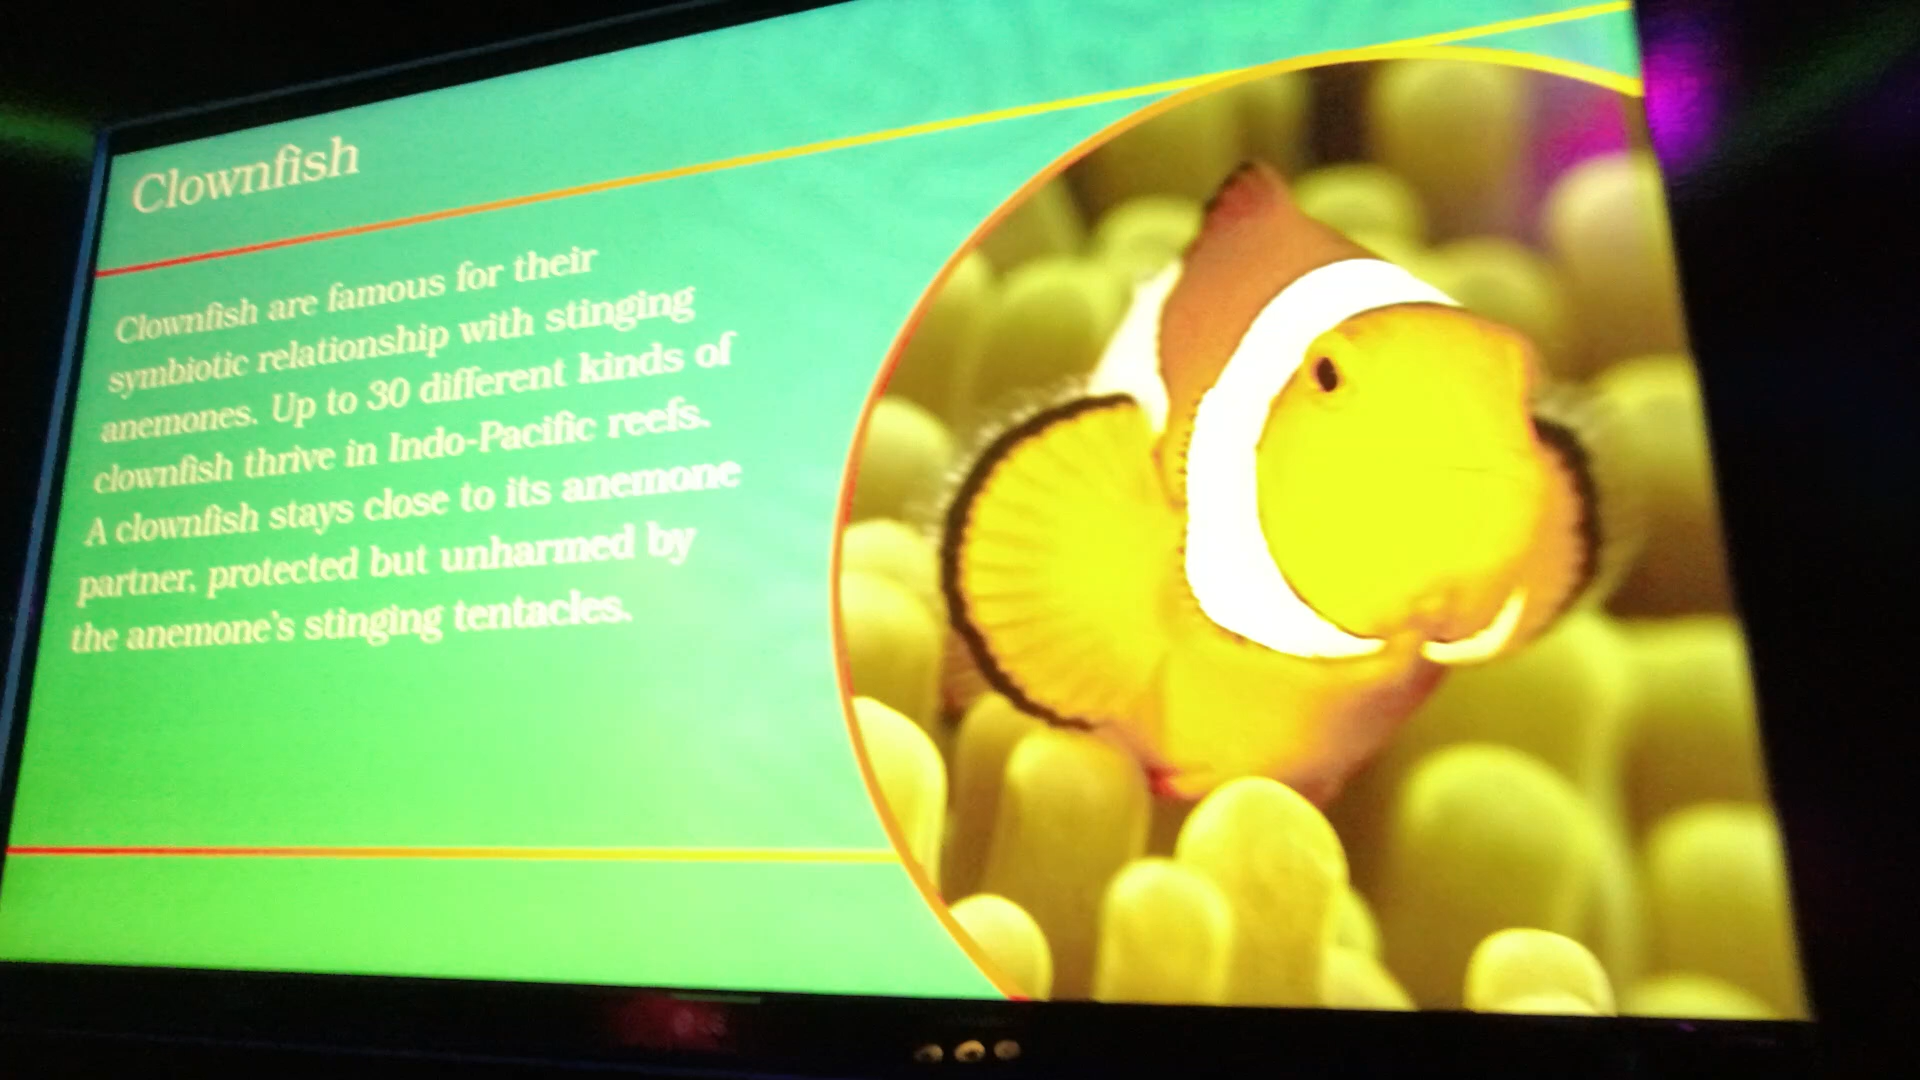 Clownfish
Clownfish are famous for their
symbiotic relationship with stinging
anemones. Up to 30 different kinds of
clownfish thrive in Indo-Pacific reefs.
A clownfish stays close to its anemone
partner, protected but unharmed by
the anemone's stinging tentacles.